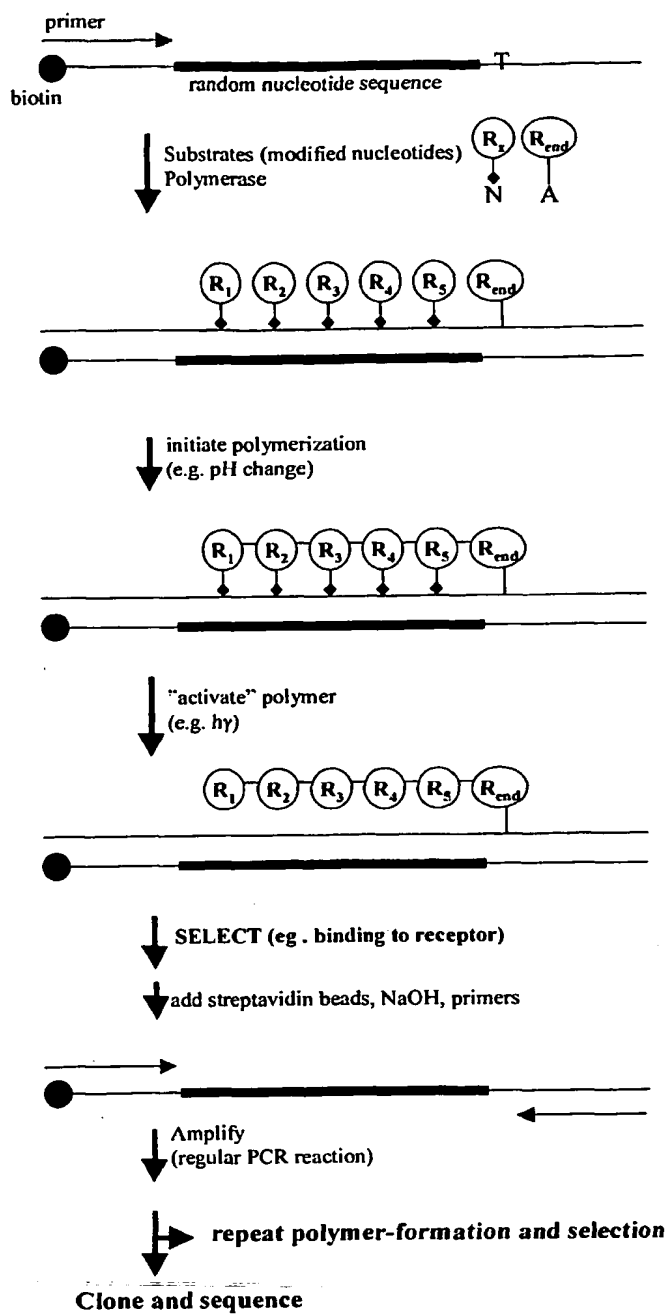 primer
T
biotin
random nucleotide sequence
Substrates (modified nucleotides)
Polymerase
Rx Rend
N A
R1 R2 R3 R4 R5 Rend
initiate polymerization
(e.g. pH change)
R1 R2 R3 R4 R5 Rend
"activate" polymer
(e.g. hγ)
R1 R2 R3 R4 R5 Rend
SELECT (eg . binding to receptor)
add streptavidin beads, NaOH, primers
Amplify
(regular PCR reaction)
repeat polymer-formation and selection
Clone and sequence